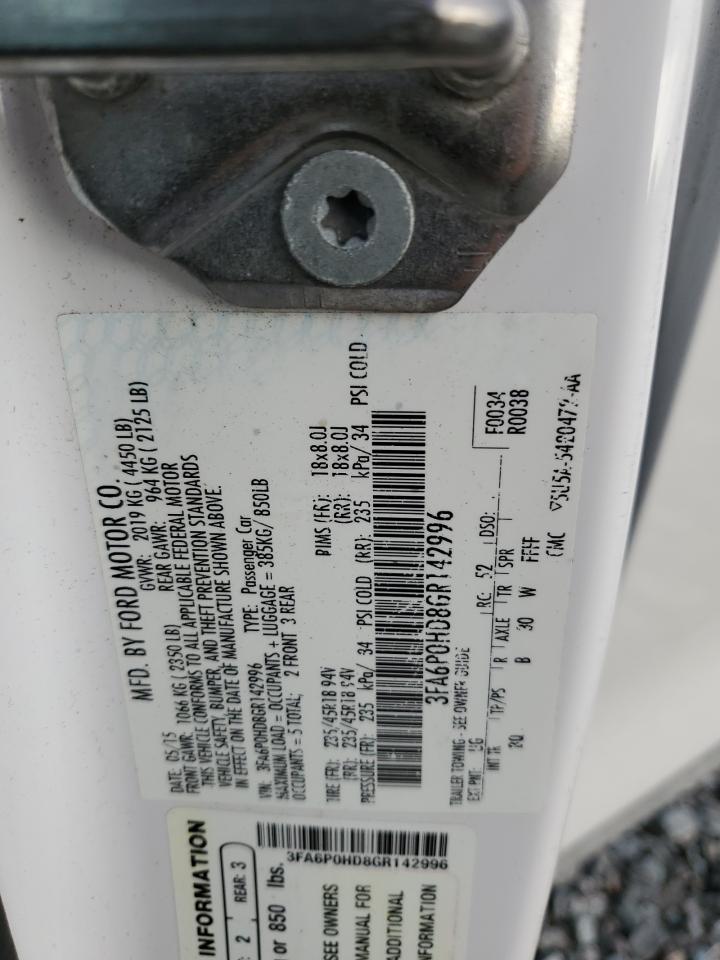 MFD. BY FORD MOTOR CO.
DATE: 05/15 GVWR: 2019 KG ( 4450 LB)
FRONT GAWR: 1066 KG ( 2350 LB) REAR GAWR: 964 KG ( 2125 LB)
THIS VEHICLE CONFORMS TO ALL APPLICABLE FEDERAL MOTOR
VEHICLE SAFETY, BUMPER, AND THEFT PREVENTION STANDARDS
IN EFFECT ON THE DATE OF MANUFACTURE SHOWN ABOVE.
VIN: 3FA6P0HD8GR142996 TYPE: Passenger Car
MAXIMUM LOAD = OCCUPANTS + LUGGAGE = 385KG/ 850LB
OCCUPANTS = 5 TOTAL; 2 FRONT 3 REAR
TIRE (FR): 235/45R18 94V RIMS (FR): 18x8.0J
(RR): 235/45R18 94V (RR): 18x8.0J
PRESSURE (FR): 235 kPa/ 34 PSI COLD (RR): 235 kPa/ 34 PSI COLD
3FA6P0HD8GR142996
TRAILER TOWING - SEE OWNER GUIDE
EXT PNT: UG RC: 52 DSO: F0034
R0038
INT TR TP/PS R AXLE TR SPR
B 30 W
3FA6P0HD8GR142996
INFORMATION
2 REAR: 3
or 850 lbs.
SEE OWNERS
MANUAL FOR
ADDITIONAL
INFORMATION